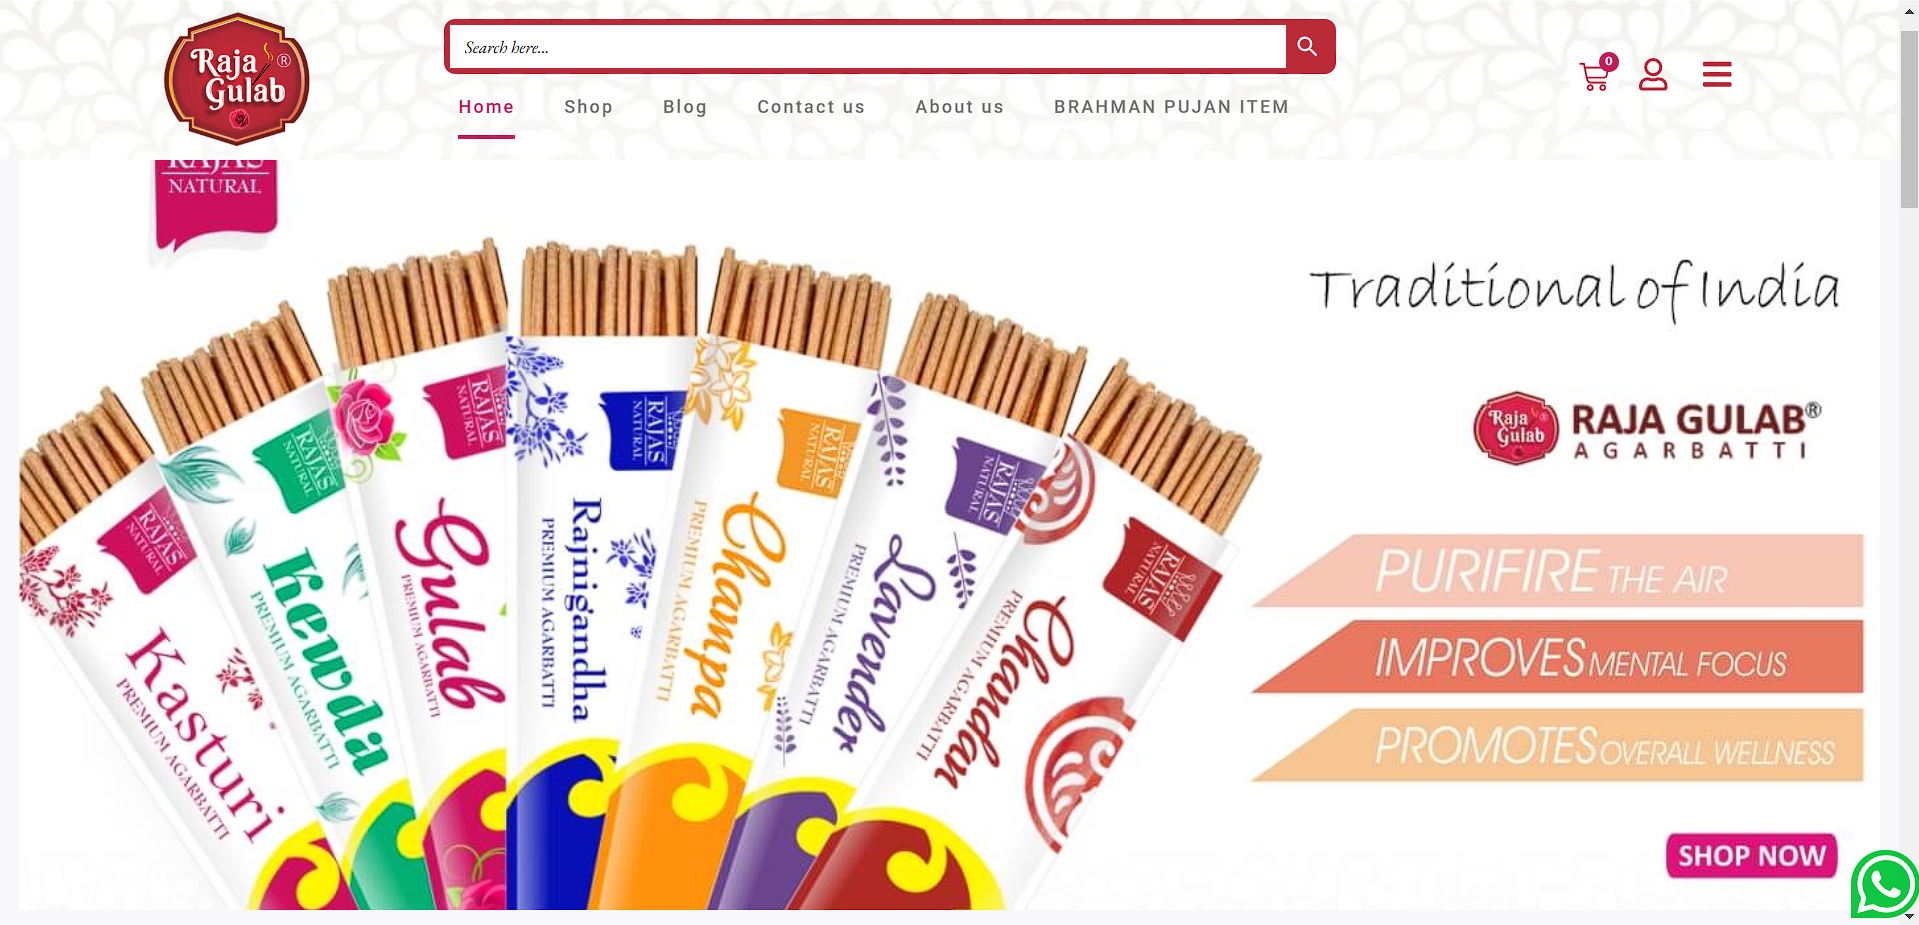 Raja
Gulab ®
Search here...
0
Home
Shop
Blog
Contact us
About us
BRAHMAN PUJAN ITEM
RAJAS
NATURAL
Traditional of India
Raja
Gulab
RAJA GULAB®
AGARBATTI
RAJAS
NATURAL
Kasturi
PREMIUM AGARBATTI
RAJAS
NATURAL
Kewda
PREMIUM AGARBATTI
RAJAS
NATURAL
Gulab
PREMIUM AGARBATTI
RAJAS
NATURAL
Rajnigandha
PREMIUM AGARBATTI
RAJAS
NATURAL
Champa
PREMIUM AGARBATTI
RAJAS
NATURAL
Lavender
PREMIUM AGARBATTI
RAJAS
NATURAL
Chandan
PREMIUM AGARBATTI
PURIFIRE THE AIR
IMPROVES MENTAL FOCUS
PROMOTES OVERALL WELLNESS
SHOP NOW